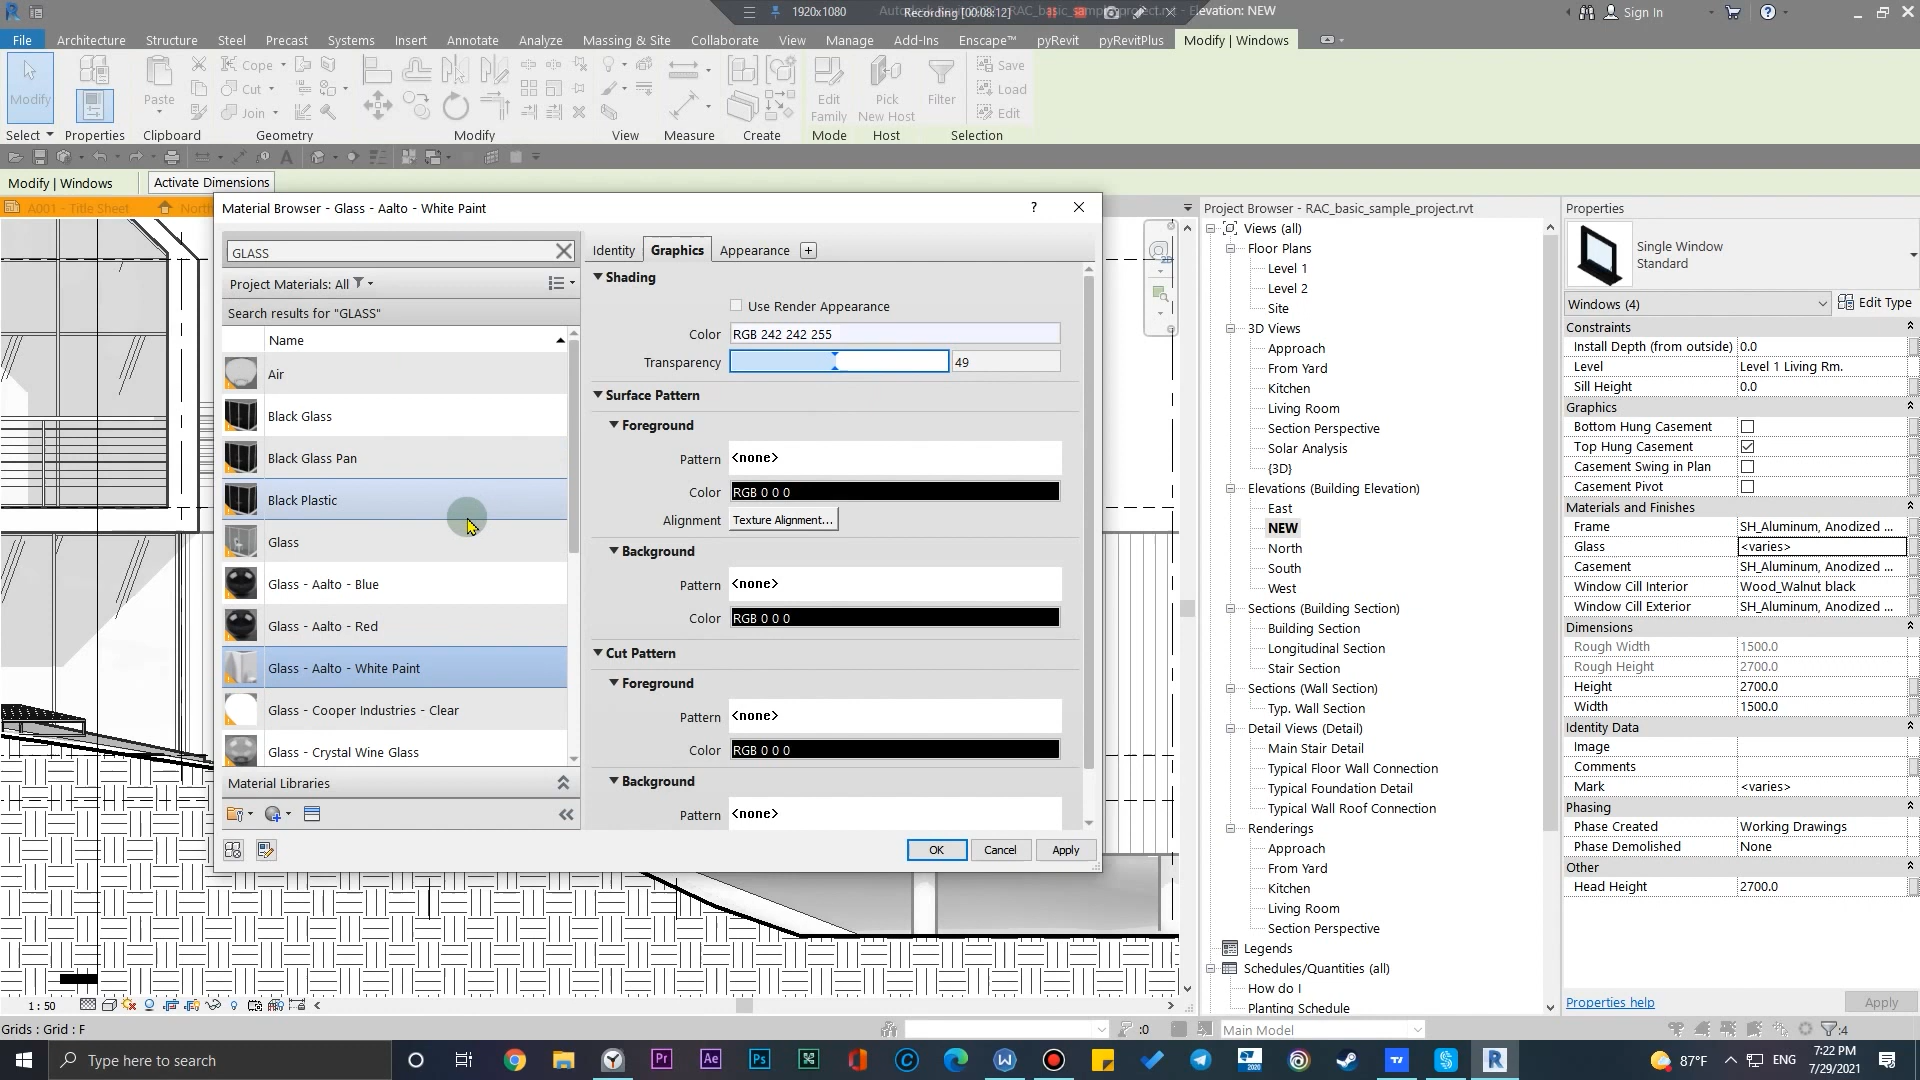 1920x1080
Recording [00:08:12]
Elevation: NEW
Sign In
File
Architecture
Structure
Steel
Precast
Systems
Insert
Annotate
Analyze
Massing & Site
Collaborate
View
Manage
Add-Ins
Enscape™
pyRevit
pyRevitPlus
Modify | Windows
Modify
Paste
Cope
Cut
Join
Edit
Family
Pick
New Host
Filter
Save
Load
Edit
Select
Properties
Clipboard
Geometry
Modify
View
Measure
Create
Mode
Host
Selection
Modify | Windows
Activate Dimensions
A001 - Title Sheet
Material Browser - Glass - Aalto - White Paint
GLASS
Project Materials: All
Search results for "GLASS"
Name
Air
Black Glass
Black Glass Pan
Black Plastic
Glass
Glass - Aalto - Blue
Glass - Aalto - Red
Glass - Aalto - White Paint
Glass - Cooper Industries - Clear
Glass - Crystal Wine Glass
Material Libraries
Identity
Graphics
Appearance
Shading
Use Render Appearance
Color
RGB 242 242 255
Transparency
49
Surface Pattern
Foreground
Pattern
<none>
Color
RGB 0 0 0
Alignment
Texture Alignment...
Background
Pattern
<none>
Color
RGB 0 0 0
Cut Pattern
Foreground
Pattern
<none>
Color
RGB 0 0 0
Background
Pattern
<none>
OK
Cancel
Apply
Project Browser - RAC_basic_sample_project.rvt
Views (all)
Floor Plans
Level 1
Level 2
Site
3D Views
Approach
From Yard
Kitchen
Living Room
Section Perspective
Solar Analysis
{3D}
Elevations (Building Elevation)
East
NEW
North
South
West
Sections (Building Section)
Building Section
Longitudinal Section
Stair Section
Sections (Wall Section)
Typ. Wall Section
Detail Views (Detail)
Main Stair Detail
Typical Floor Wall Connection
Typical Foundation Detail
Typical Wall Roof Connection
Renderings
Approach
From Yard
Kitchen
Living Room
Section Perspective
Legends
Schedules/Quantities (all)
How do I
Planting Schedule
Properties
Single Window
Standard
Windows (4)
Edit Type
Constraints
Install Depth (from outside)
0.0
Level
Level 1 Living Rm.
Sill Height
0.0
Graphics
Bottom Hung Casement
Top Hung Casement
Casement Swing in Plan
Casement Pivot
Materials and Finishes
Frame
SH_Aluminum, Anodized ...
Glass
<varies>
Casement
SH_Aluminum, Anodized ...
Window Cill Interior
Wood_Walnut black
Window Cill Exterior
SH_Aluminum, Anodized ...
Dimensions
Rough Width
1500.0
Rough Height
2700.0
Height
2700.0
Width
1500.0
Identity Data
Image
Comments
Mark
<varies>
Phasing
Phase Created
Working Drawings
Phase Demolished
None
Other
Head Height
2700.0
Properties help
Apply
1 : 50
Grids : Grid : F
:0
Main Model
:4
Type here to search
87°F
ENG
7:22 PM
7/29/2021